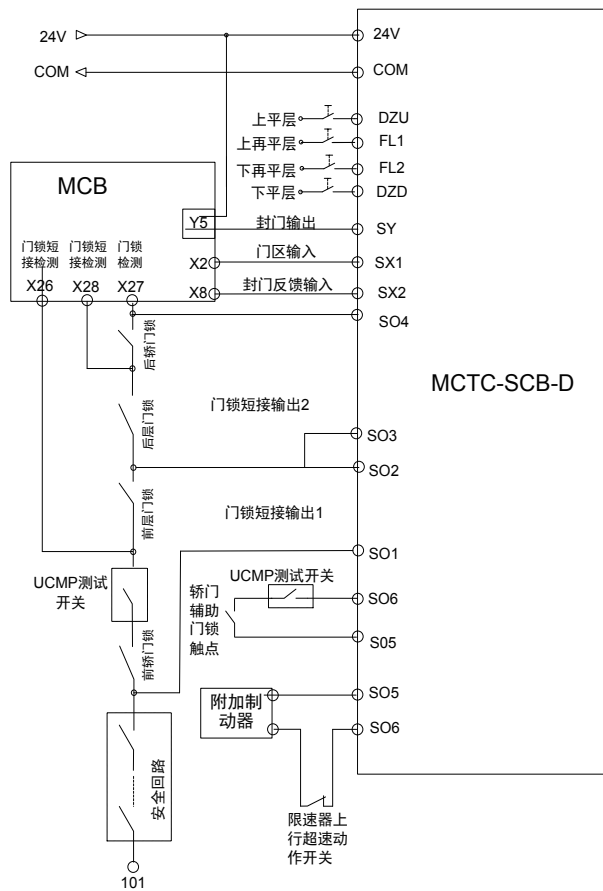 24V
24V
COM
COM
上平层
DZU
上再平层
FL1
下再平层
FL2
下平层
DZD
MCB
Y5
封门输出
SY
门锁短
接检测
门锁短
接检测
门锁
检测
X2
门区输入
SX1
X26
X28
X27
X8
封门反馈输入
SX2
SO4
后轿门锁
MCTC-SCB-D
后层门锁
门锁短接输出2
SO3
SO2
前层门锁
门锁短接输出1
SO1
UCMP测试
开关
UCMP测试开关
轿门
辅助
门锁
触点
SO6
S05
前轿门锁
附加制
动器
SO5
SO6
安全回路
限速器上
行超速动
作开关
101